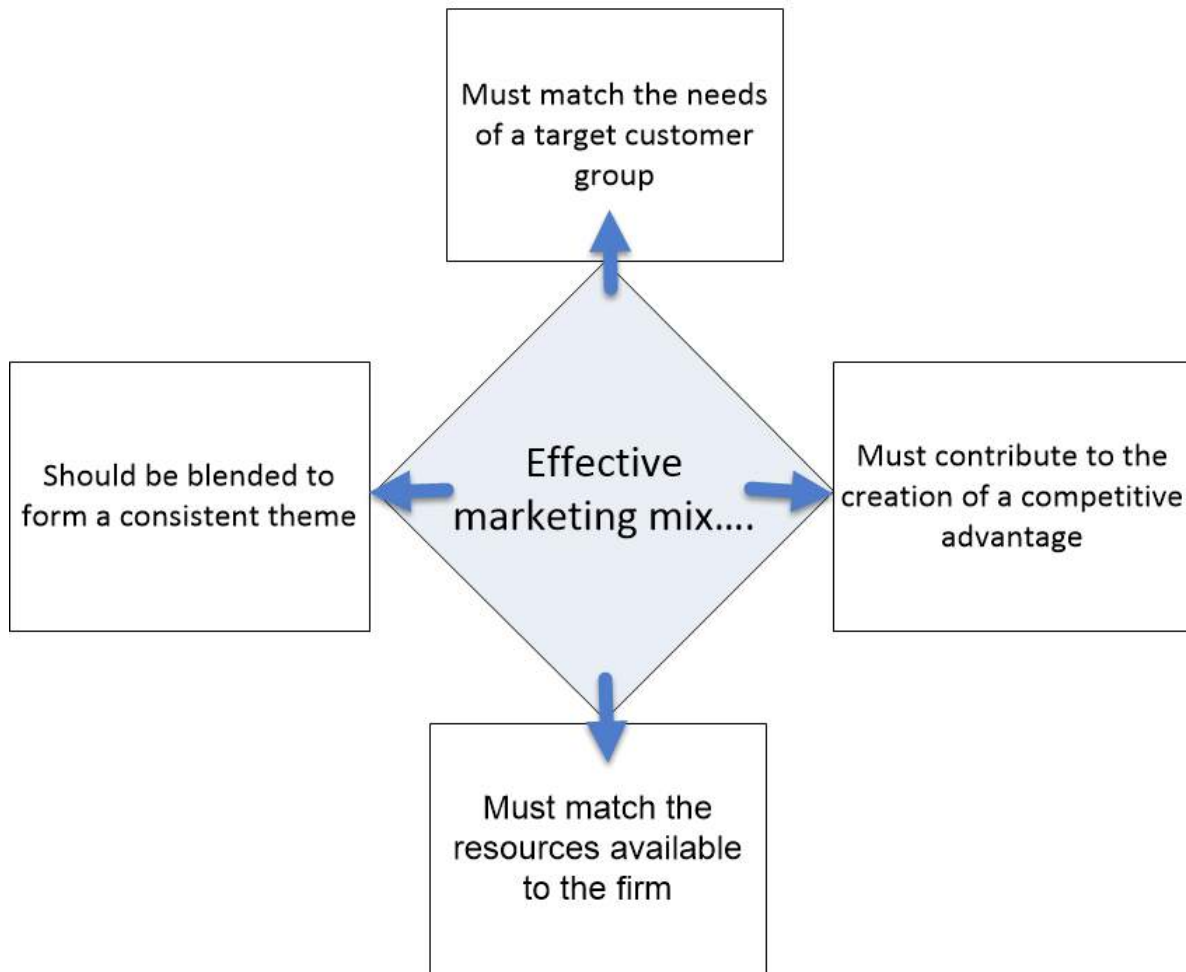 Must match the needs
of a target customer
group
Should be blended to
form a consistent theme
Effective
marketing mix....
Must contribute to the
creation of a competitive
advantage
Must match the
resources available
to the firm